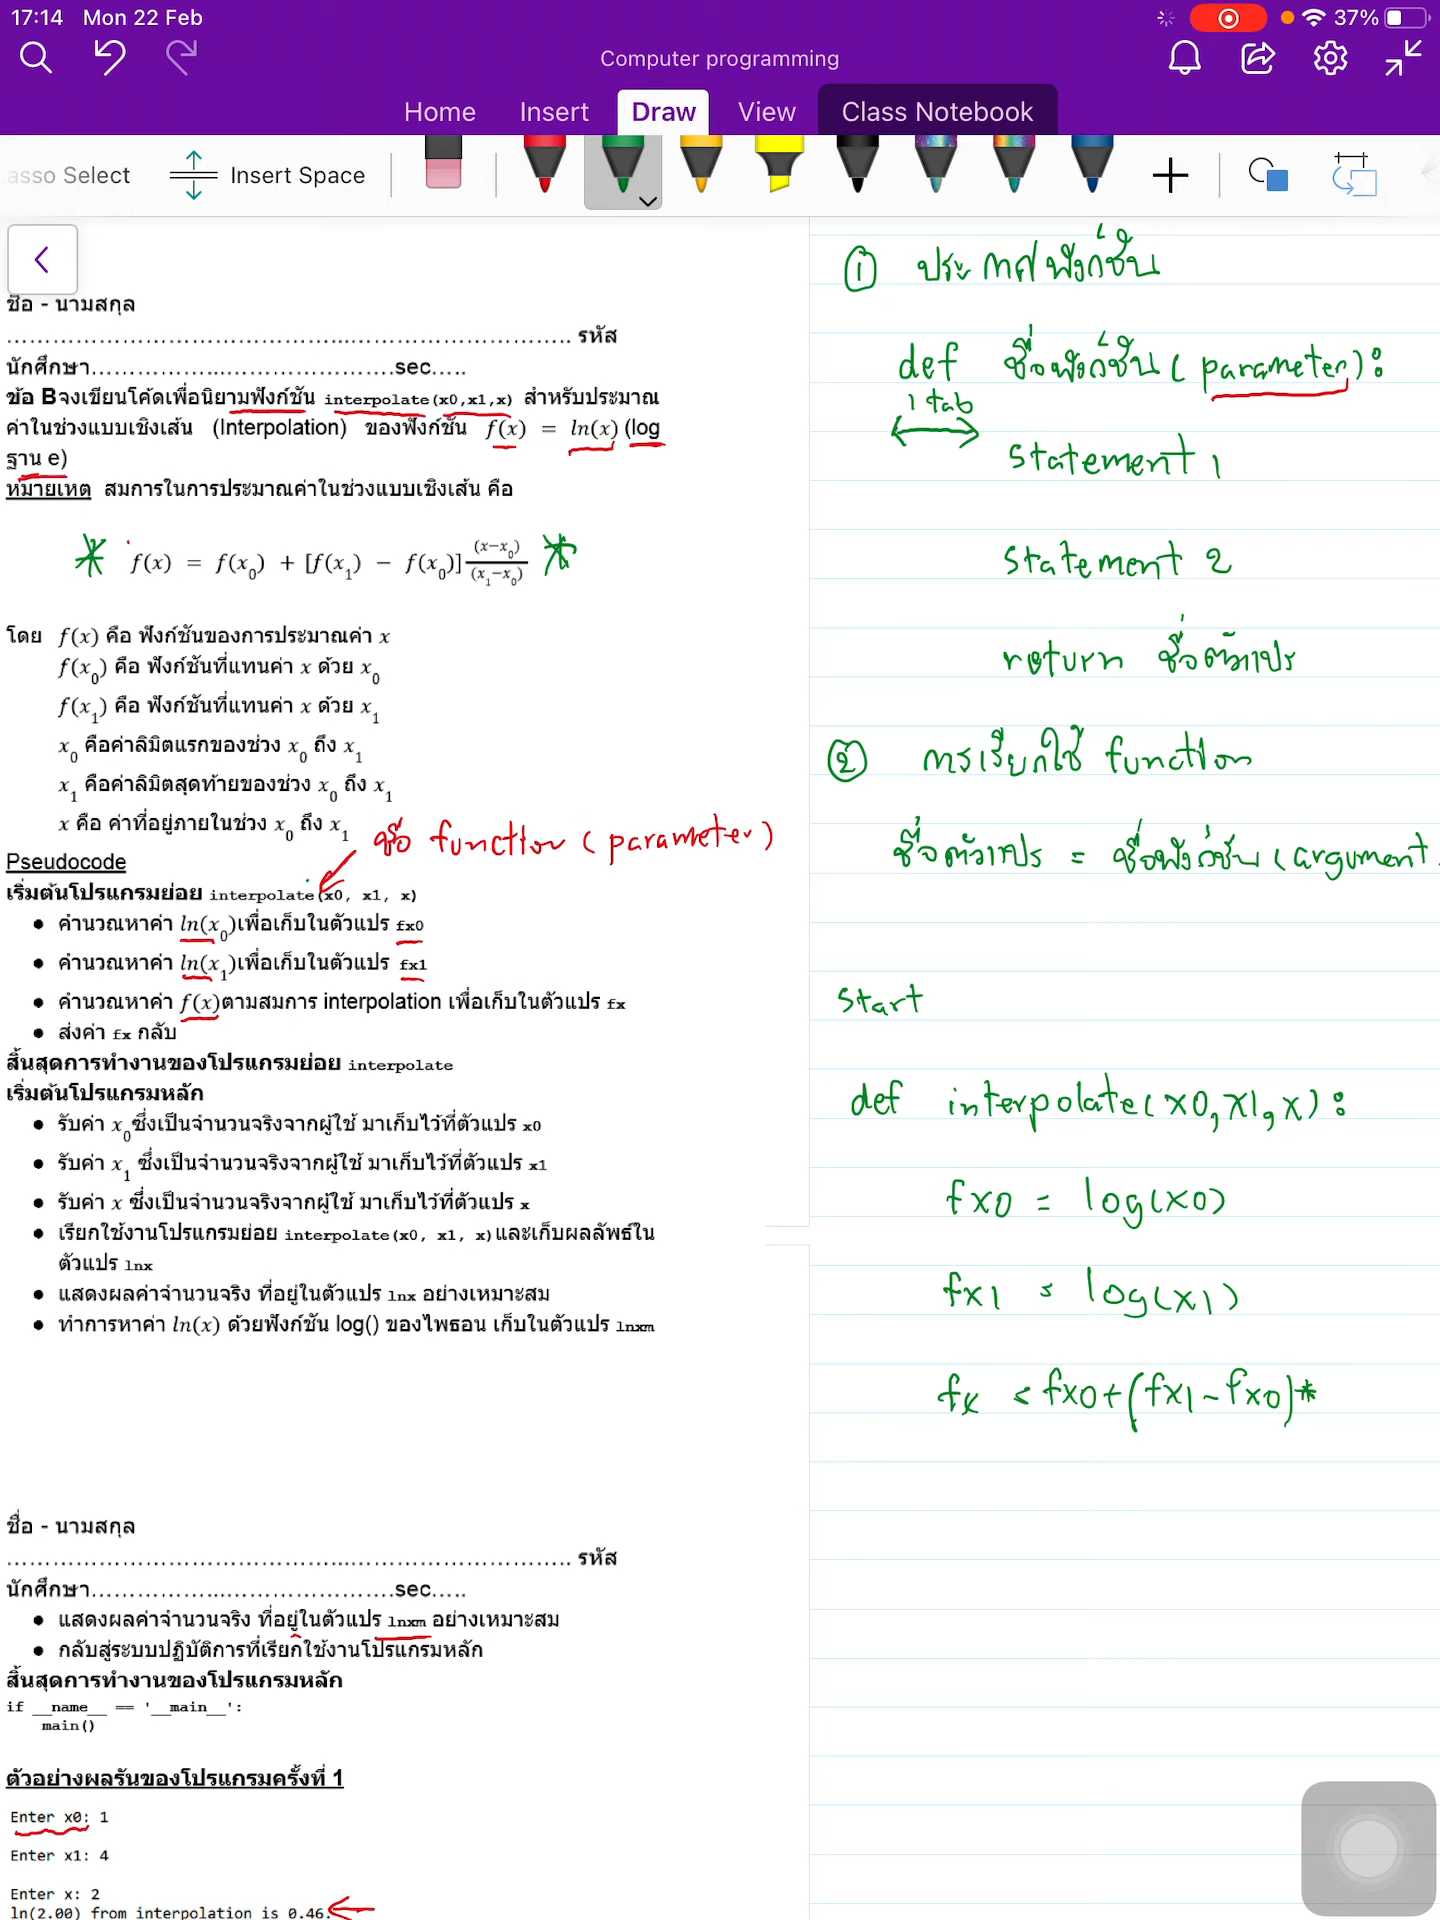 17:14 Mon 22 Feb
37%
Computer programming
Home Insert Draw View Class Notebook
asso Select Insert Space
ชื่อ - นามสกุล
………………………………………...……………………….. รหัส
นักศึกษา……………...………………….sec…..
ข้อ Bจงเขียนโค้ดเพื่อนิยามฟังก์ชัน interpolate(x0,x1,x) สำหรับประมาณ
ค่าในช่วงแบบเชิงเส้น (Interpolation) ของฟังก์ชัน f(x) = ln(x) (log
ฐาน e)
หมายเหตุ สมการในการประมาณค่าในช่วงแบบเชิงเส้น คือ
* f(x) = f(x₀) + [f(x₁) − f(x₀)] (x−x₀)/(x₁−x₀) *
โดย f(x) คือ ฟังก์ชันของการประมาณค่า x
f(x₀) คือ ฟังก์ชันที่แทนค่า x ด้วย x₀
f(x₁) คือ ฟังก์ชันที่แทนค่า x ด้วย x₁
x₀ คือค่าลิมิตแรกของช่วง x₀ ถึง x₁
x₁ คือค่าลิมิตสุดท้ายของช่วง x₀ ถึง x₁
x คือ ค่าที่อยู่ภายในช่วง x₀ ถึง x₁
ชื่อ function (parameter)
Pseudocode
เริ่มต้นโปรแกรมย่อย interpolate(x0, x1, x)
● คำนวณหาค่า ln(x₀)เพื่อเก็บในตัวแปร fx0
● คำนวณหาค่า ln(x₁)เพื่อเก็บในตัวแปร fx1
● คำนวณหาค่า f(x)ตามสมการ interpolation เพื่อเก็บในตัวแปร fx
● ส่งค่า fx กลับ
สิ้นสุดการทำงานของโปรแกรมย่อย interpolate
เริ่มต้นโปรแกรมหลัก
● รับค่า x₀ซึ่งเป็นจำนวนจริงจากผู้ใช้ มาเก็บไว้ที่ตัวแปร x0
● รับค่า x₁ ซึ่งเป็นจำนวนจริงจากผู้ใช้ มาเก็บไว้ที่ตัวแปร x1
● รับค่า x ซึ่งเป็นจำนวนจริงจากผู้ใช้ มาเก็บไว้ที่ตัวแปร x
● เรียกใช้งานโปรแกรมย่อย interpolate(x0, x1, x)และเก็บผลลัพธ์ใน
ตัวแปร lnx
● แสดงผลค่าจำนวนจริง ที่อยู่ในตัวแปร lnx อย่างเหมาะสม
● ทำการหาค่า ln(x) ด้วยฟังก์ชัน log() ของไพธอน เก็บในตัวแปร lnxm
ชื่อ - นามสกุล
………………………………………...……………………….. รหัส
นักศึกษา……………...………………….sec…..
● แสดงผลค่าจำนวนจริง ที่อยู่ในตัวแปร lnxm อย่างเหมาะสม
● กลับสู่ระบบปฏิบัติการที่เรียกใช้งานโปรแกรมหลัก
สิ้นสุดการทำงานของโปรแกรมหลัก
if __name__ == '__main__':
main()
ตัวอย่างผลรันของโปรแกรมครั้งที่ 1
Enter x0: 1
Enter x1: 4
Enter x: 2
ln(2.00) from interpolation is 0.46.
① ประกาศฟังก์ชัน
def ชื่อฟังก์ชัน (parameter):
1 tab
statement 1
statement 2
return ชื่อตัวแปร
② การเรียกใช้ function
ชื่อตัวแปร = ชื่อฟังก์ชัน (argument
Start
def interpolate(x0,x1,x):
fx0 = log(x0)
fx1 = log(x1)
fx = fx0+(fx1-fx0)*